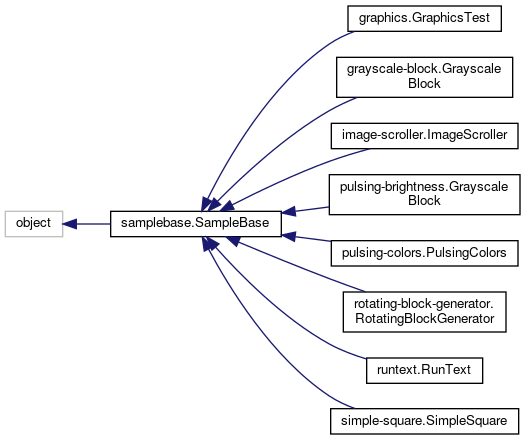 graphics.GraphicsTest
grayscale-block.Grayscale
Block
image-scroller.ImageScroller
pulsing-brightness.Grayscale
Block
object
samplebase.SampleBase
pulsing-colors.PulsingColors
rotating-block-generator.
RotatingBlockGenerator
runtext.RunText
simple-square.SimpleSquare